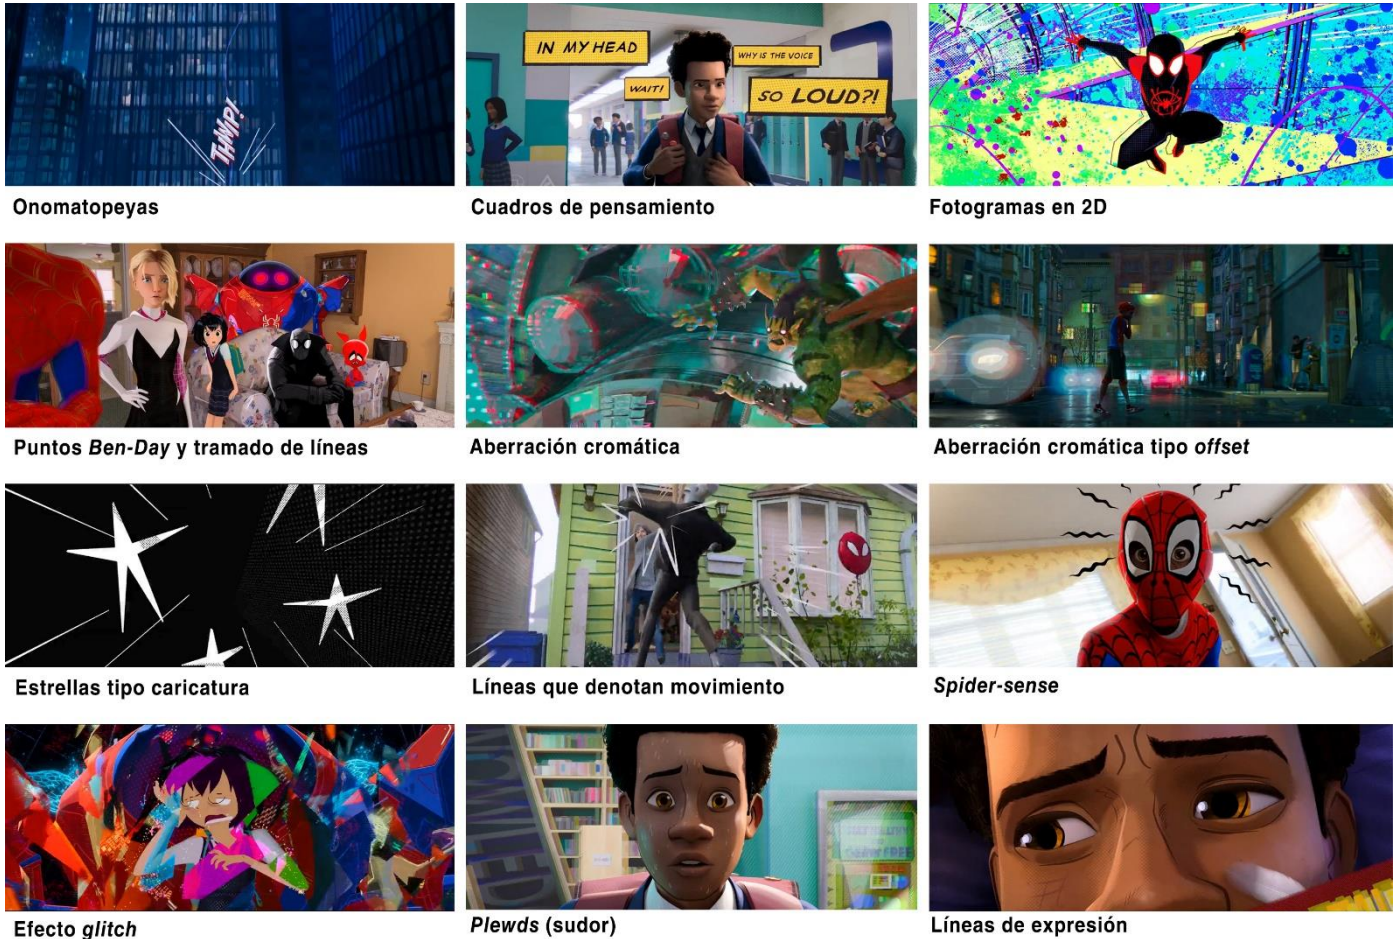 THWP!
IN MY HEAD
WHY IS THE VOICE
WAIT!
SO LOUD?!
Onomatopeyas
Cuadros de pensamiento
Fotogramas en 2D
Puntos Ben-Day y tramado de líneas
Aberración cromática
Aberración cromática tipo offset
Estrellas tipo caricatura
Líneas que denotan movimiento
Spider-sense
Efecto glitch
Plewds (sudor)
Líneas de expresión